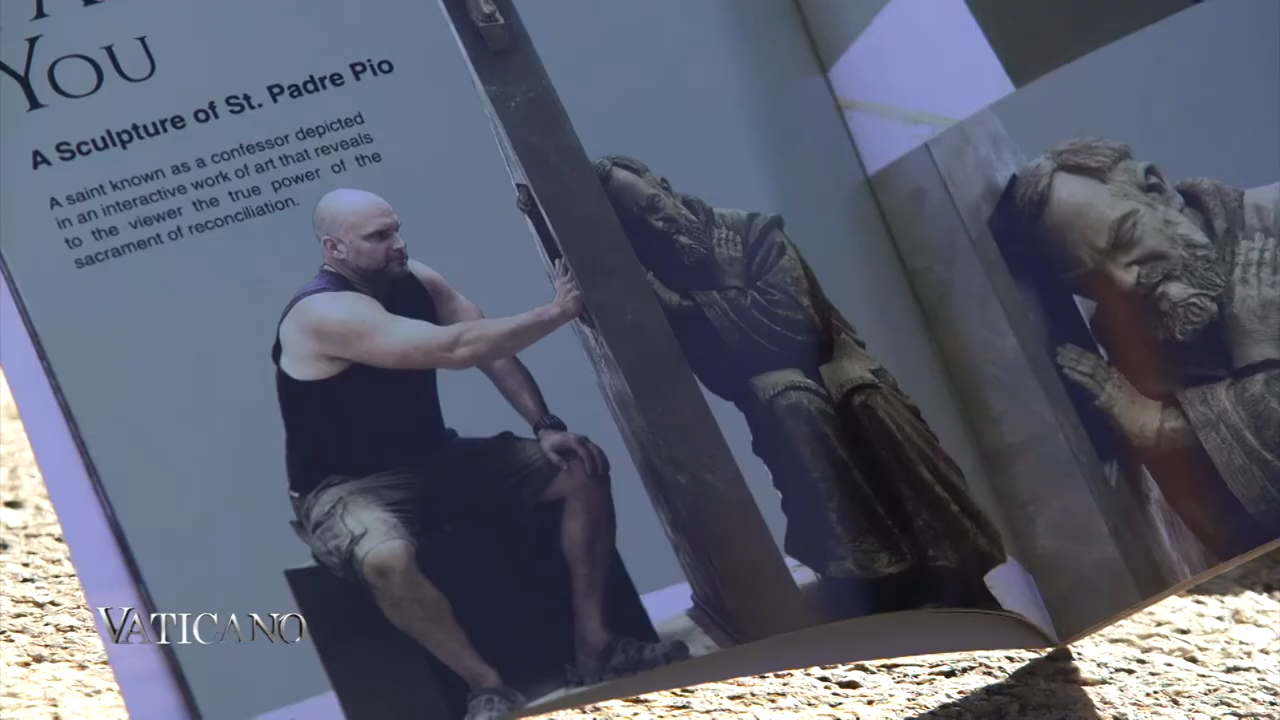 YOU
A Sculpture of St. Padre Pio
A saint known as a confessor depicted
in an interactive work of art that reveals
to the viewer the true power of the
sacrament of reconciliation.
VATICANO